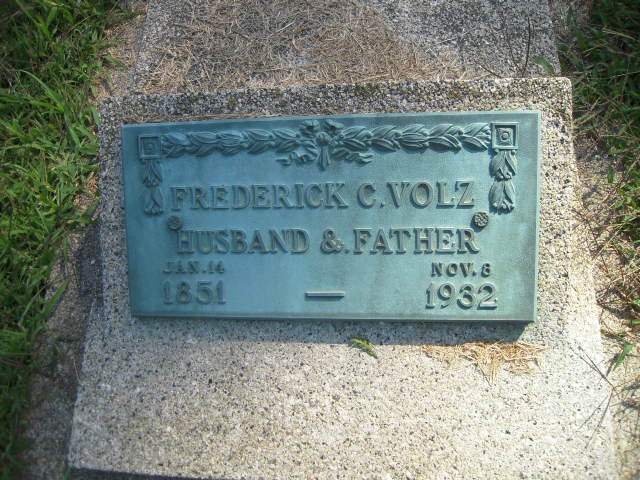 FREDERICK C. VOLZ
HUSBAND & FATHER
JAN. 14 NOV. 8
1851 — 1932